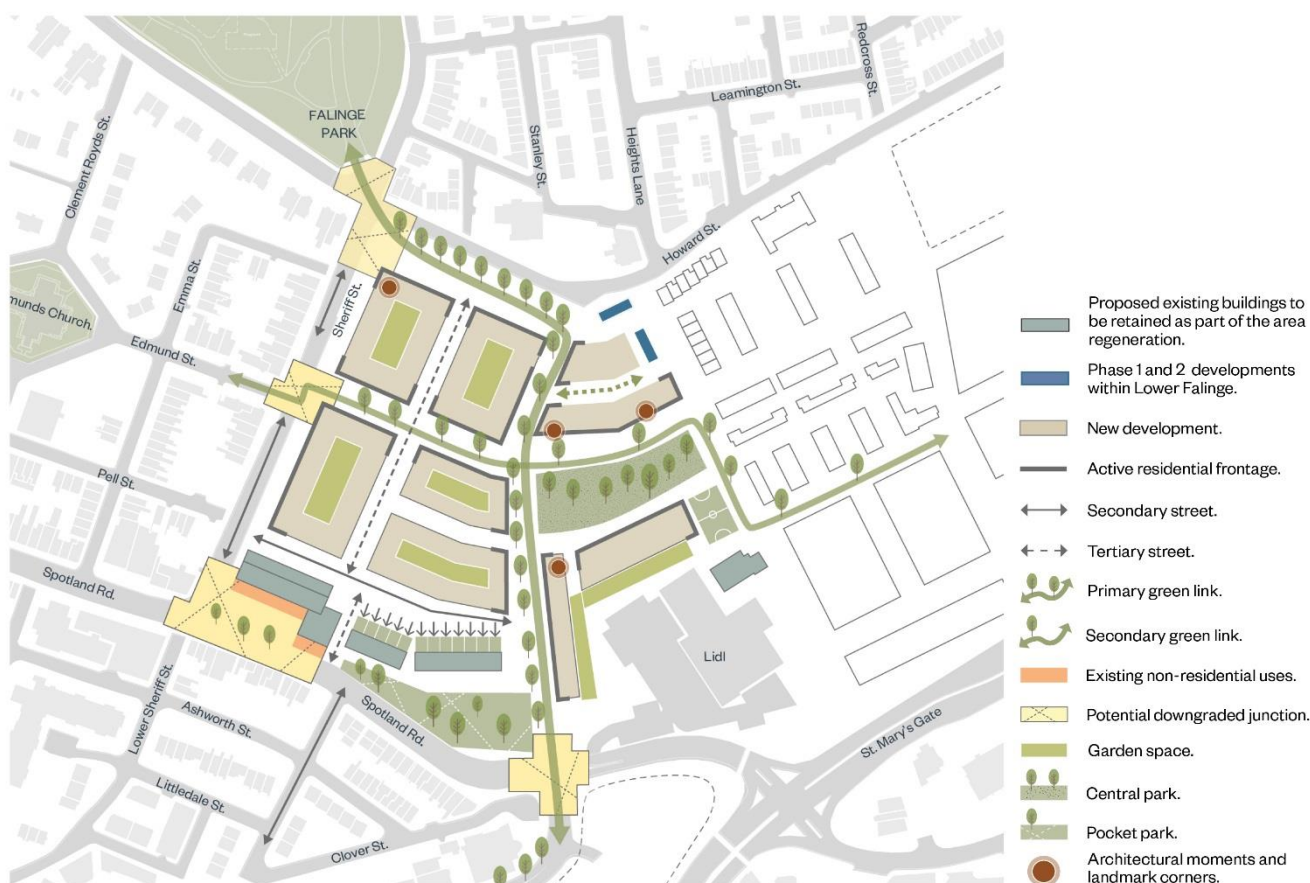 FALINGE
PARK
Clement Royds St.
Stanley St.
Heights Lane
Leamington St.
Redcross St.
Howard St.
Emma St.
Sheriff St.
munds Church.
Edmund St.
Pell St.
Spotland Rd.
Lower Sheriff St.
Ashworth St.
Littledale St.
Clover St.
Spotland Rd.
Lidl
St. Mary's Gate
Proposed existing buildings to
be retained as part of the area
regeneration.
Phase 1 and 2 developments
within Lower Falinge.
New development.
Active residential frontage.
Secondary street.
Tertiary street.
Primary green link.
Secondary green link.
Existing non-residential uses.
Potential downgraded junction.
Garden space.
Central park.
Pocket park.
Architectural moments and
landmark corners.